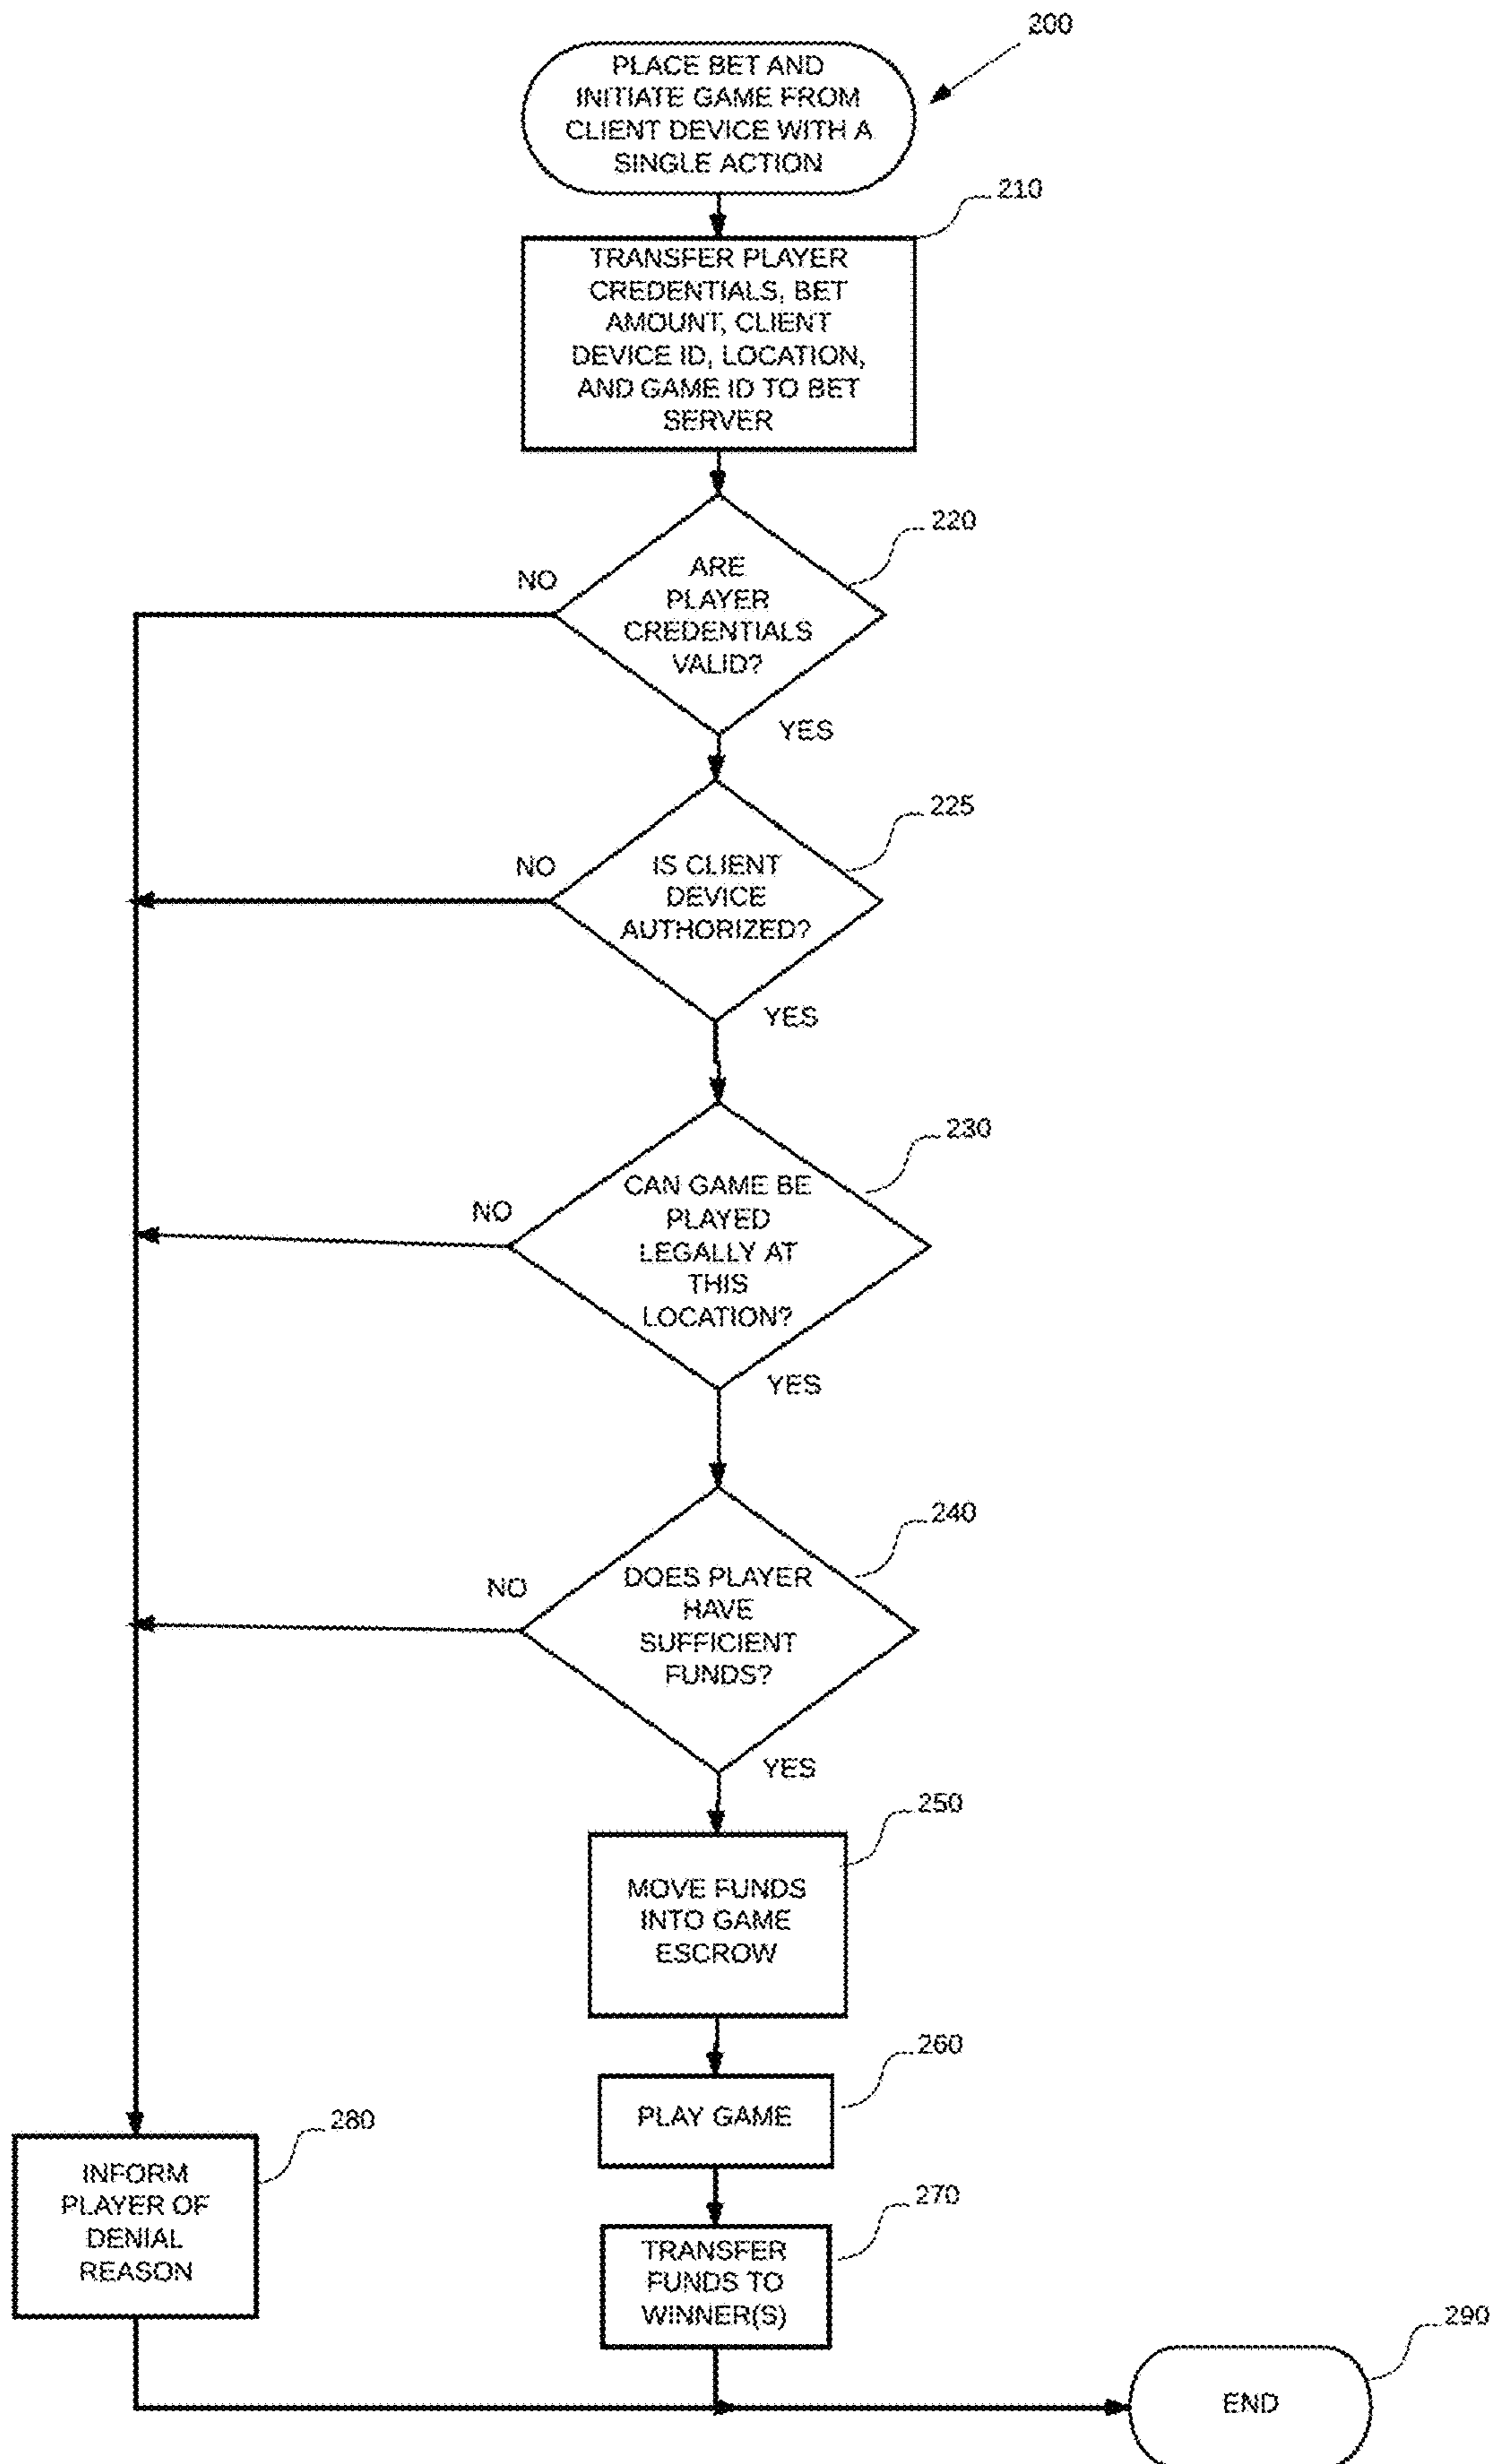 200
PLACE BET AND
INITIATE GAME FROM
CLIENT DEVICE WITH A
SINGLE ACTION
210
TRANSFER PLAYER
CREDENTIALS, BET
AMOUNT, CLIENT
DEVICE ID, LOCATION,
AND GAME ID TO BET
SERVER
220
NO
ARE
PLAYER
CREDENTIALS
VALID?
YES
225
NO
IS CLIENT
DEVICE
AUTHORIZED?
YES
230
NO
CAN GAME BE
PLAYED
LEGALLY AT
THIS
LOCATION?
YES
240
NO
DOES PLAYER
HAVE
SUFFICIENT
FUNDS?
YES
250
MOVE FUNDS
INTO GAME
ESCROW
260
PLAY GAME
280
INFORM
PLAYER OF
DENIAL
REASON
270
TRANSFER
FUNDS TO
WINNER(S)
290
END